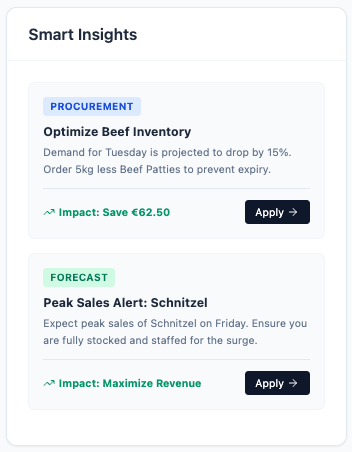 Smart Insights
PROCUREMENT
Optimize Beef Inventory
Demand for Tuesday is projected to drop by 15%.
Order 5kg less Beef Patties to prevent expiry.
Impact: Save €62.50
Apply →
FORECAST
Peak Sales Alert: Schnitzel
Expect peak sales of Schnitzel on Friday. Ensure you
are fully stocked and staffed for the surge.
Impact: Maximize Revenue
Apply →